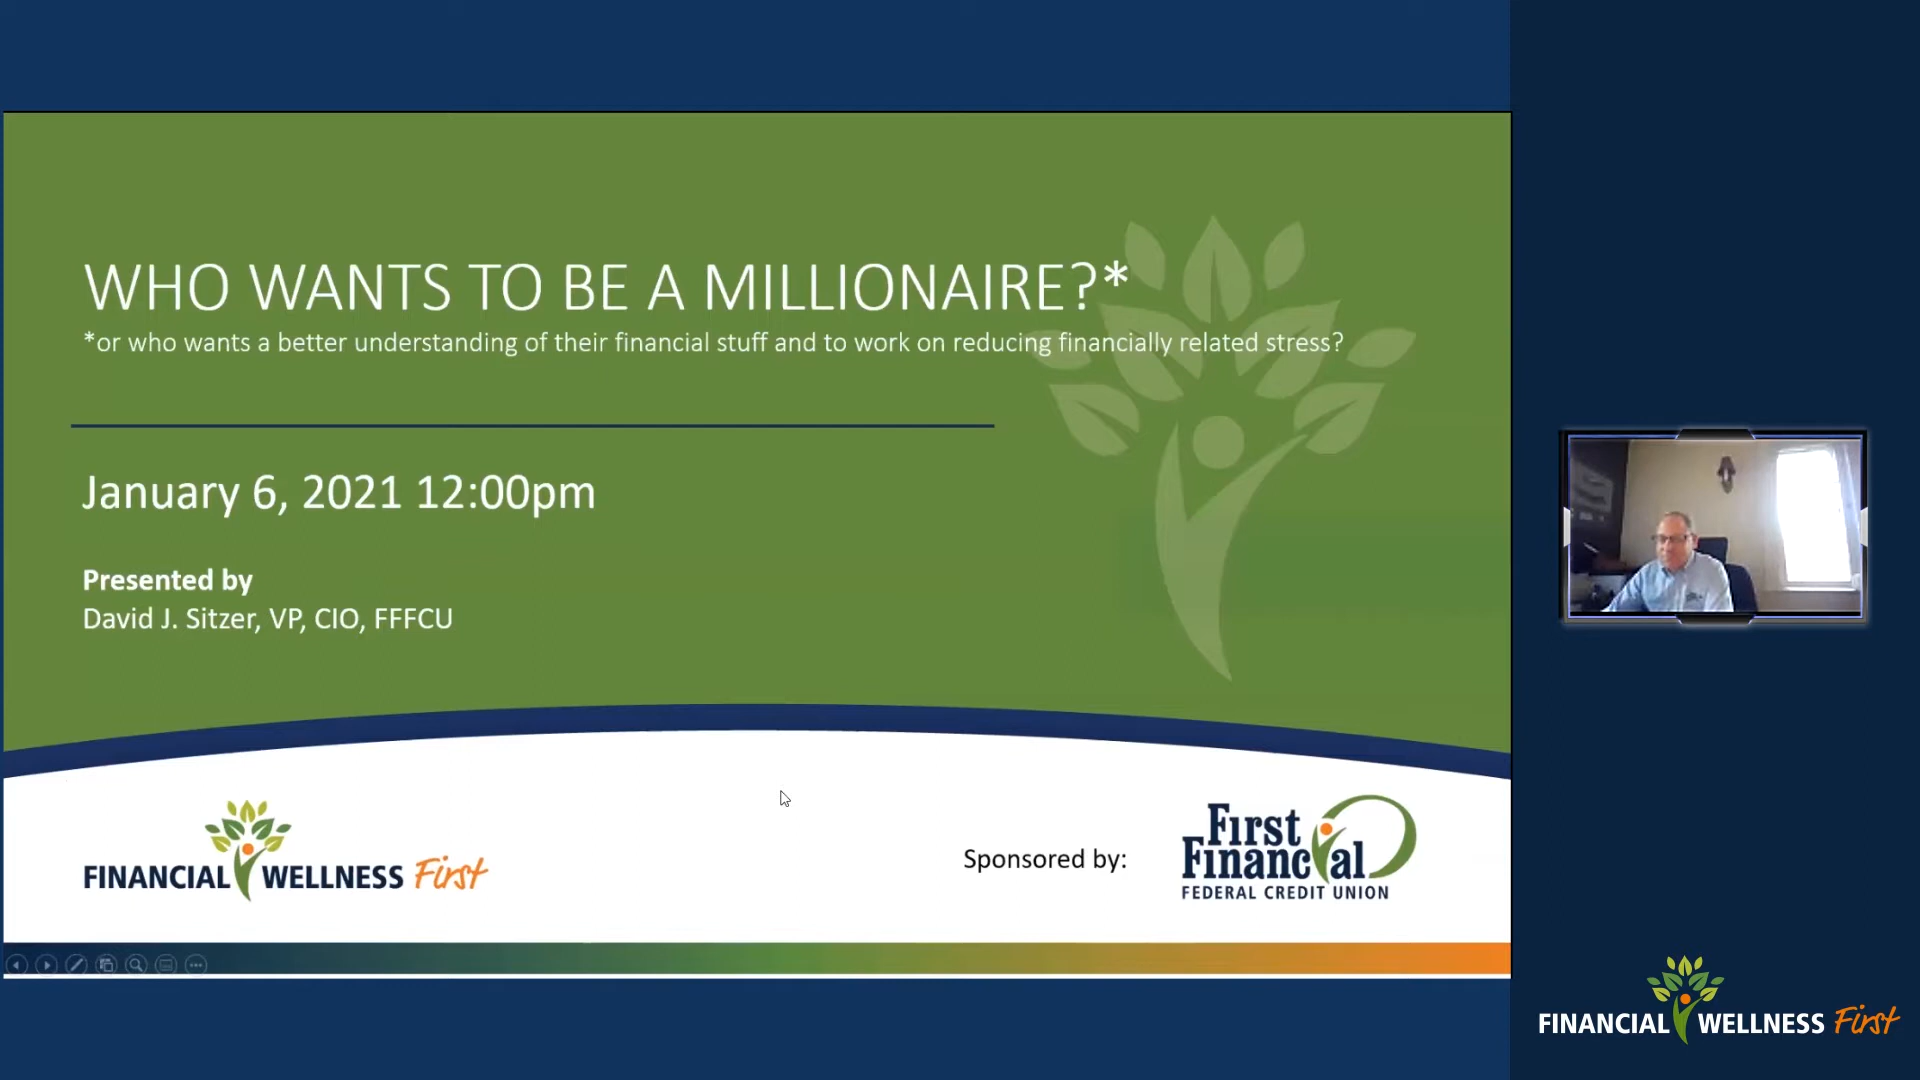 WHO WANTS TO BE A MILLIONAIRE?*
*or who wants a better understanding of their financial stuff and to work on reducing financially related stress?
January 6, 2021 12:00pm
Presented by
David J. Sitzer, VP, CIO, FFFCU
FINANCIAL WELLNESS First
Sponsored by:
First
Financial
FEDERAL CREDIT UNION
FINANCIAL WELLNESS First